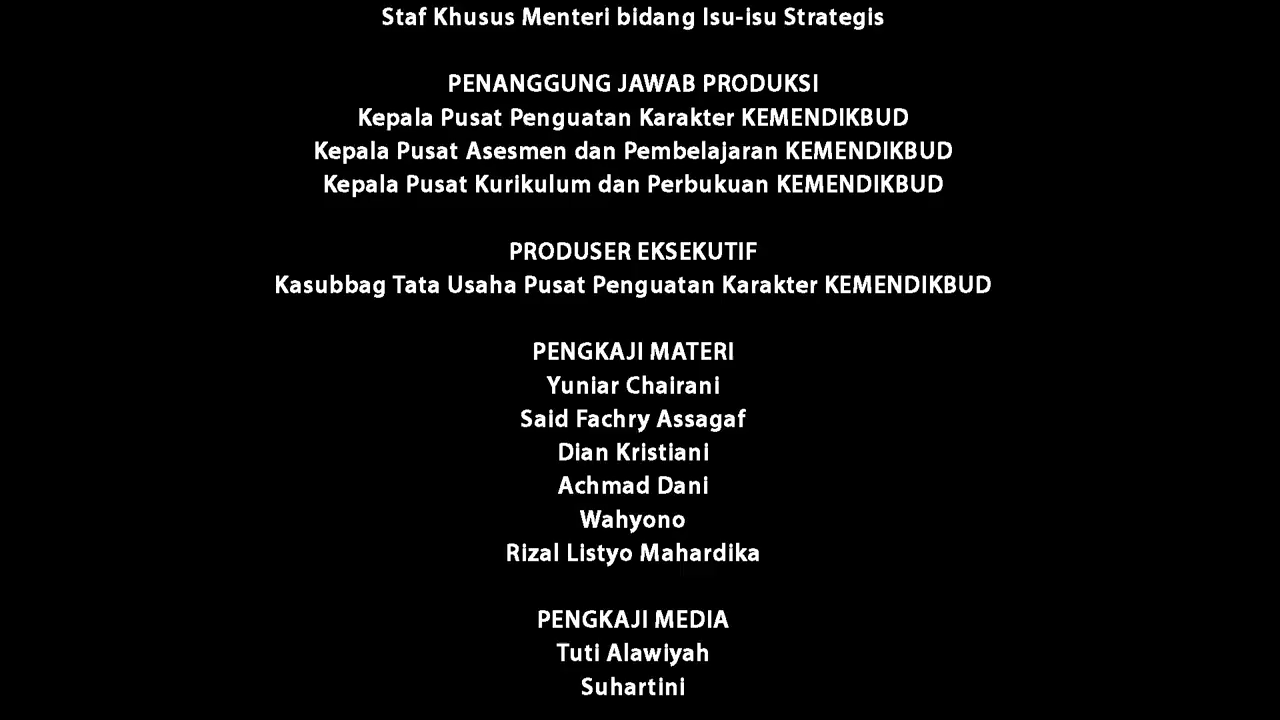 Staf Khusus Menteri bidang Isu-isu Strategis
PENANGGUNG JAWAB PRODUKSI
Kepala Pusat Penguatan Karakter KEMENDIKBUD
Kepala Pusat Asesmen dan Pembelajaran KEMENDIKBUD
Kepala Pusat Kurikulum dan Perbukuan KEMENDIKBUD
PRODUSER EKSEKUTIF
Kasubbag Tata Usaha Pusat Penguatan Karakter KEMENDIKBUD
PENGKAJI MATERI
Yuniar Chairani
Said Fachry Assagaf
Dian Kristiani
Achmad Dani
Wahyono
Rizal Listyo Mahardika
PENGKAJI MEDIA
Tuti Alawiyah
Suhartini